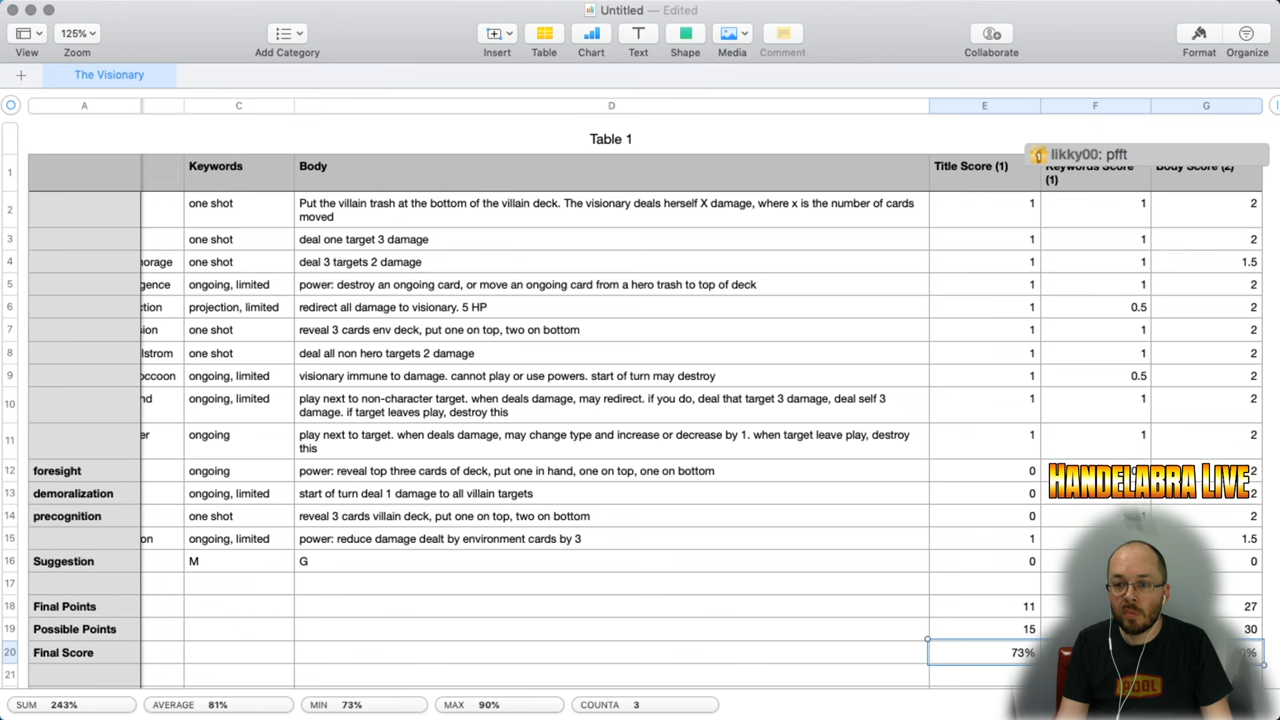 Untitled — Edited
125%
View Zoom Add Category Insert Table Chart Text Shape Media Comment Collaborate Format Organize
The Visionary
A C D E F G
Table 1
likky00: pfft
1 Keywords Body Title Score (1) Keywords Score (1) Body Score (2)
2 one shot Put the villain trash at the bottom of the villain deck. The visionary deals herself X damage, where x is the number of cards 1 1 2
moved
3 one shot deal one target 3 damage 1 1 2
4 orage one shot deal 3 targets 2 damage 1 1 1.5
5 gence ongoing, limited power: destroy an ongoing card, or move an ongoing card from a hero trash to top of deck 1 1 2
6 ction projection, limited redirect all damage to visionary. 5 HP 1 0.5 2
7 ion one shot reveal 3 cards env deck, put one on top, two on bottom 1 1 2
8 lstrom one shot deal all non hero targets 2 damage 1 1 2
9 occoon ongoing, limited visionary immune to damage. cannot play or use powers. start of turn may destroy 1 0.5 2
10 nd ongoing, limited play next to non-character target. when deals damage, may redirect. if you do, deal that target 3 damage, deal self 3 1 1 2
damage. if target leaves play, destroy this
11 er ongoing play next to target. when deals damage, may change type and increase or decrease by 1. when target leave play, destroy 1 1 2
this
12 foresight ongoing power: reveal top three cards of deck, put one in hand, one on top, one on bottom 0 2
13 demoralization ongoing, limited start of turn deal 1 damage to all villain targets 0 2
HANDELABRA LIVE
14 precognition one shot reveal 3 cards villain deck, put one on top, two on bottom 0 2
15 on ongoing, limited power: reduce damage dealt by environment cards by 3 1 1.5
16 Suggestion M G 0 0
17
18 Final Points 11 27
19 Possible Points 15 30
20 Final Score 73%
21
SUM 243% AVERAGE 81% MIN 73% MAX 90% COUNTA 3